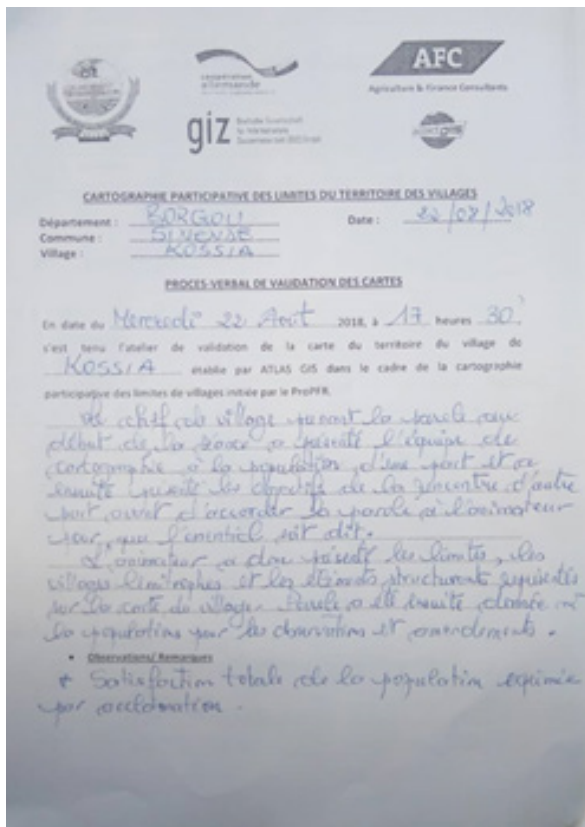 coopération
allemande
AFC
Agriculture & Finance Consultants
giz
CARTOGRAPHIE PARTICIPATIVE DES LIMITES DU TERRITOIRE DES VILLAGES
Département : BORGOU Date : 22/08/2018
Commune : SINENDE
Village : KOSSIA
PROCES-VERBAL DE VALIDATION DES CARTES
En date du Mercredi 22 Août 2018, à 17 heures 30'
s'est tenu l'atelier de validation de la carte du territoire du village de
KOSSIA établie par ATLAS GIS dans le cadre de la cartographie
participative des limites de villages initiée par le ProPFR.
Le chef de village prenant la parole au
début de la séance a présenté l'équipe de
cartographie à la population d'une part et a
ensuite présenté les objectifs de la rencontre d'autre
part, avant d'accorder la parole à l'animateur
pour que l'essentiel soit dit.
L'animateur a donc présenté les limites, les
villages limitrophes et les éléments structurants représentés
sur la carte du village. Parole a été ensuite donnée à
la population pour les observations et amendements.
• Observations/ Remarques
+ Satisfaction totale de la population exprimée
par acclamation.